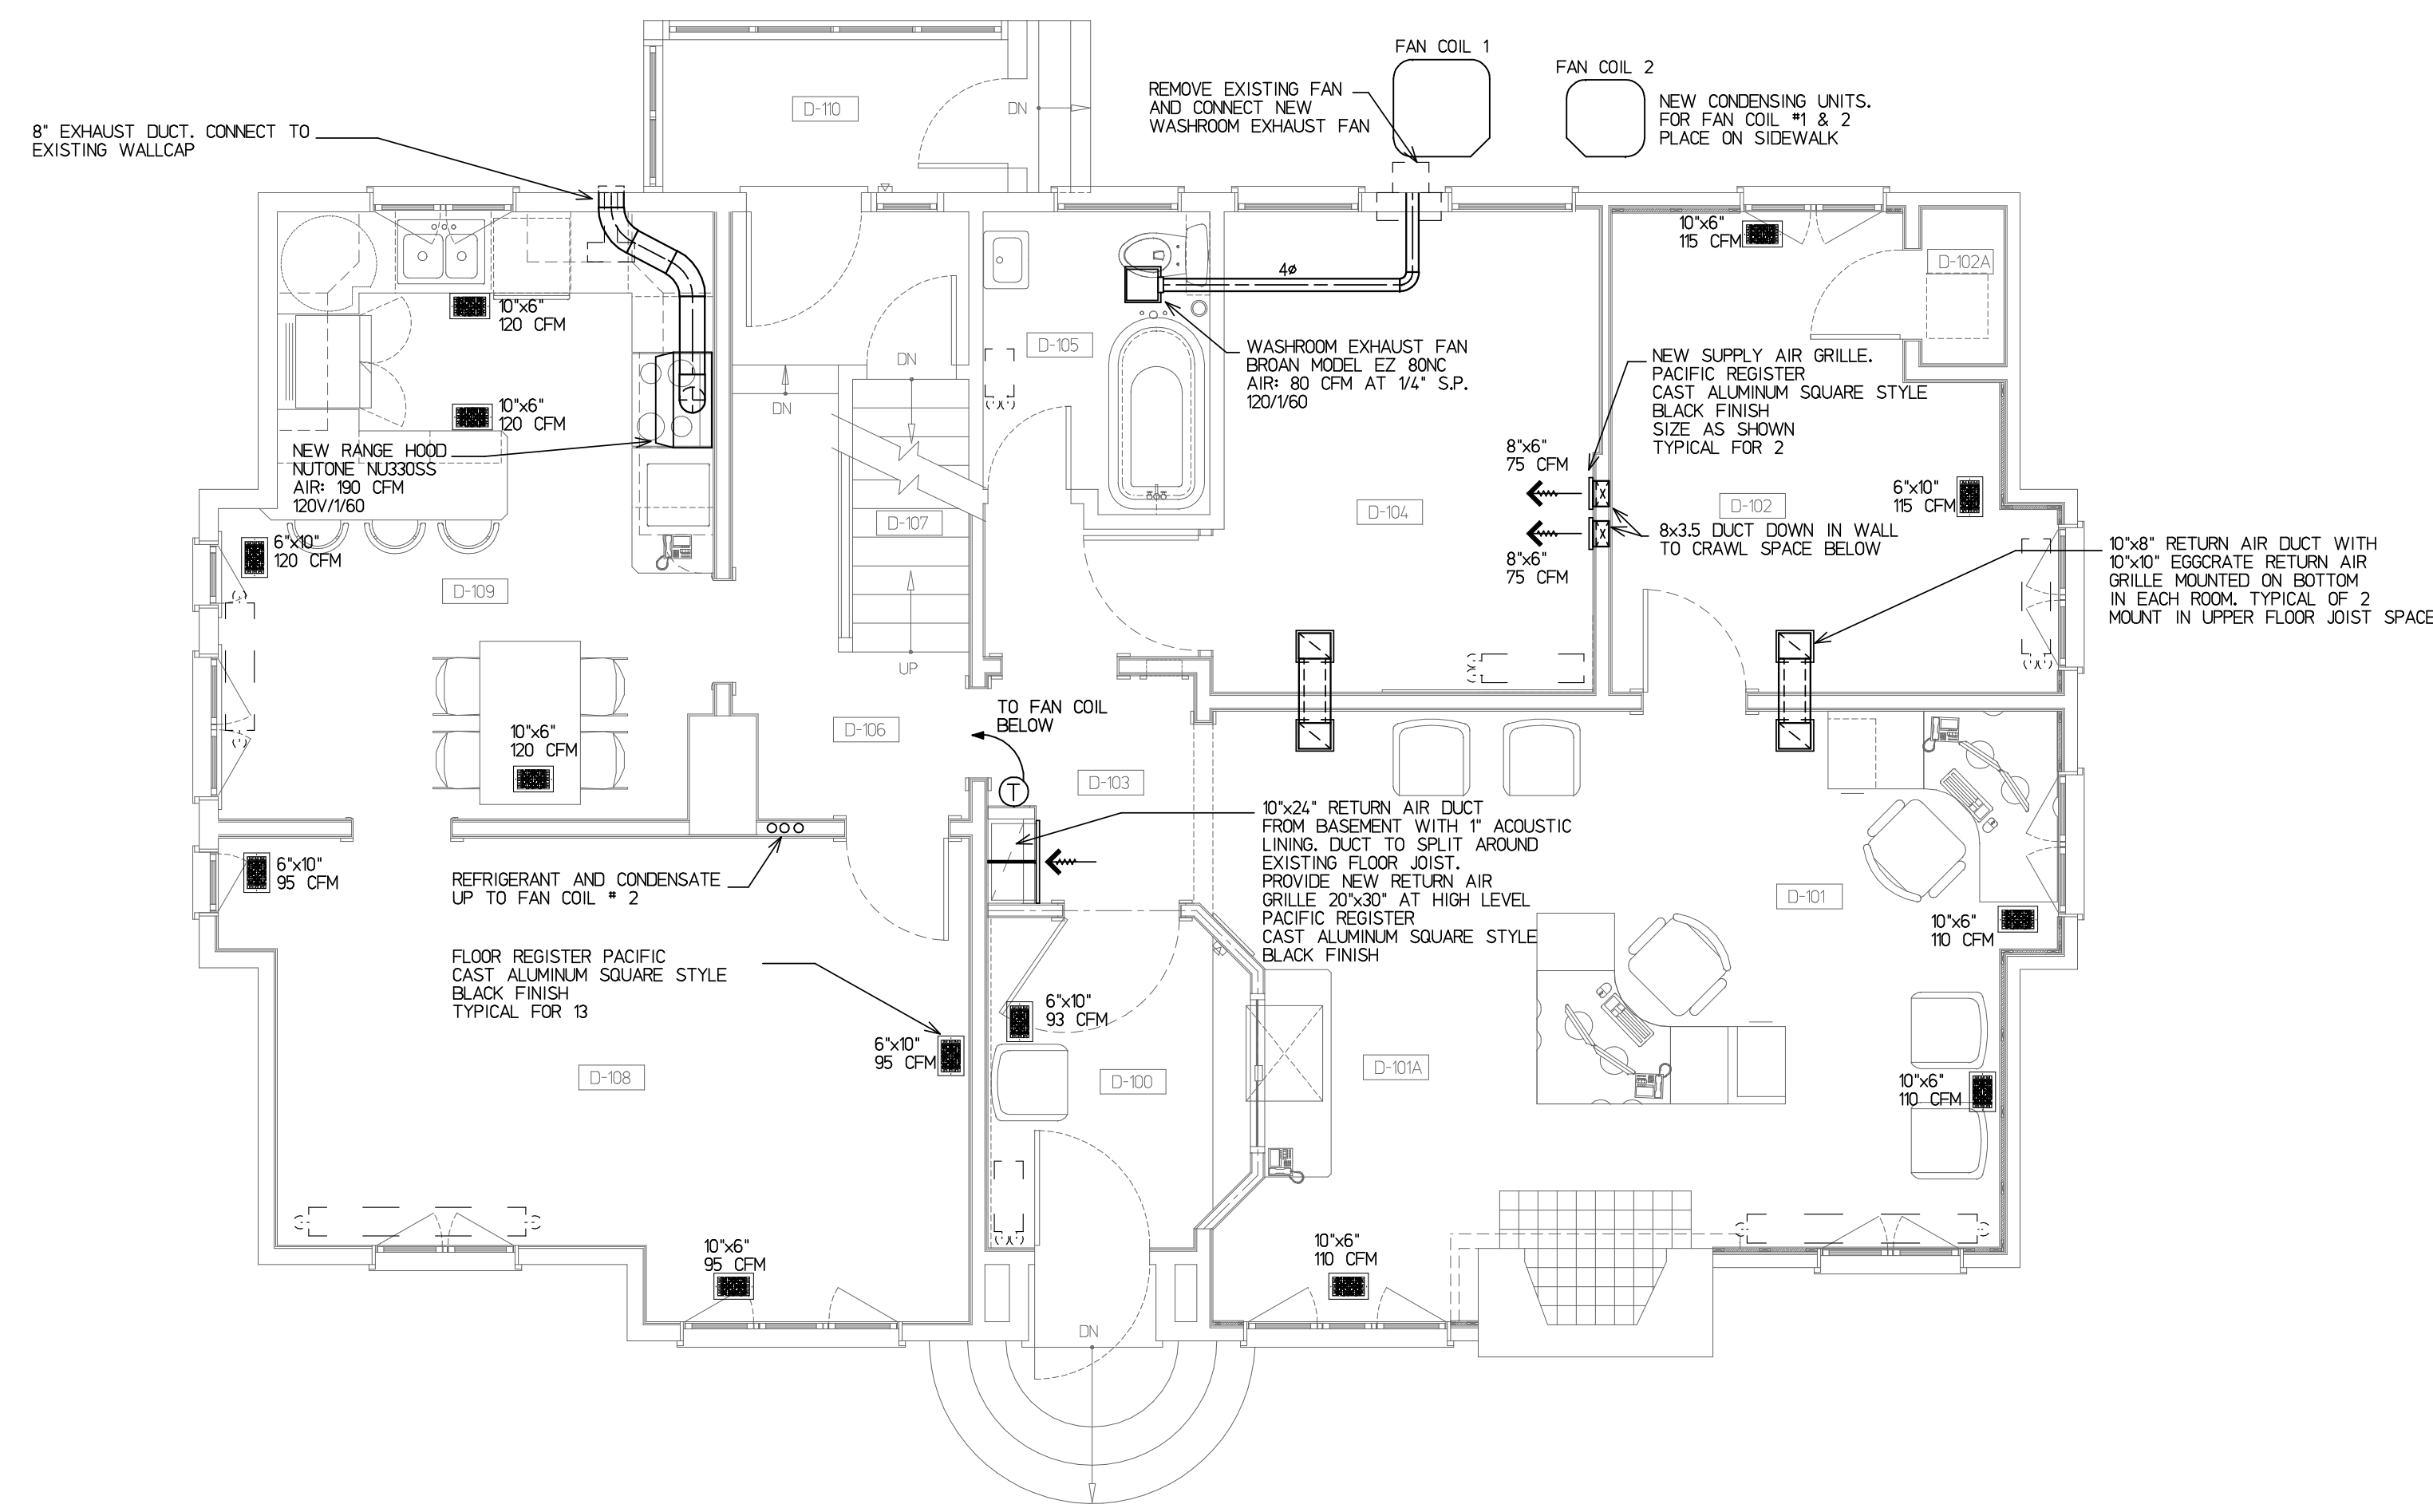 FAN COIL 1
FAN COIL 2
REMOVE EXISTING FAN
AND CONNECT NEW
WASHROOM EXHAUST FAN
NEW CONDENSING UNITS.
FOR FAN COIL #1 & 2
PLACE ON SIDEWALK
D-110
DN
8" EXHAUST DUCT. CONNECT TO
EXISTING WALLCAP
10"x6"
115 CFM
D-102A
4ø
10"x6"
120 CFM
D-105
WASHROOM EXHAUST FAN
BROAN MODEL EZ 80NC
AIR: 80 CFM AT 1/4" S.P.
120/1/60
NEW SUPPLY AIR GRILLE.
PACIFIC REGISTER
CAST ALUMINUM SQUARE STYLE
BLACK FINISH
SIZE AS SHOWN
TYPICAL FOR 2
DN
DN
10"x6"
120 CFM
NEW RANGE HOOD
NUTONE NU330SS
AIR: 190 CFM
120V/1/60
8"x6"
75 CFM
6"x10"
115 CFM
D-107
D-104
D-102
8x3.5 DUCT DOWN IN WALL
TO CRAWL SPACE BELOW
6"x10"
120 CFM
8"x6"
75 CFM
10"x8" RETURN AIR DUCT WITH
10"x10" EGGCRATE RETURN AIR
GRILLE MOUNTED ON BOTTOM
IN EACH ROOM. TYPICAL OF 2
MOUNT IN UPPER FLOOR JOIST SPACE
D-109
UP
TO FAN COIL
BELOW
10"x6"
120 CFM
D-106
D-103
T
10"x24" RETURN AIR DUCT
FROM BASEMENT WITH 1" ACOUSTIC
LINING. DUCT TO SPLIT AROUND
EXISTING FLOOR JOIST.
PROVIDE NEW RETURN AIR
GRILLE 20"x30" AT HIGH LEVEL
PACIFIC REGISTER
CAST ALUMINUM SQUARE STYLE
BLACK FINISH
6"x10"
95 CFM
REFRIGERANT AND CONDENSATE
UP TO FAN COIL # 2
D-101
10"x6"
110 CFM
FLOOR REGISTER PACIFIC
CAST ALUMINUM SQUARE STYLE
BLACK FINISH
TYPICAL FOR 13
6"x10"
93 CFM
6"x10"
95 CFM
D-108
D-100
D-101A
10"x6"
110 CFM
10"x6"
95 CFM
10"x6"
110 CFM
DN